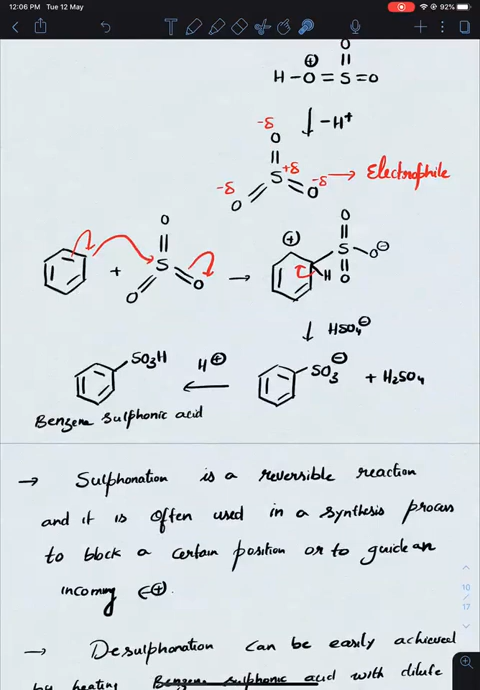 12:06 PM Tue 12 May
92%
O
⊕
H-O=S=O
-H⁺
-δ
O
+δ
S
-δ
Electrophile
-δ
O
O
O
⊕
O
S
S-O⊖
+
O
O
H
O
HSO₄⊖
SO₃H
H⊕
SO₃⊖
+ H₂SO₄
Benzene sulphonic acid
→ Sulphonation is a reversible reaction
and it is often used in a synthesis process
to block a certain position or to guide an
incoming E⊕.
10
/
17
→ Desulphonation can be easily achieved
by heating Benzene sulphonic acid with dilute